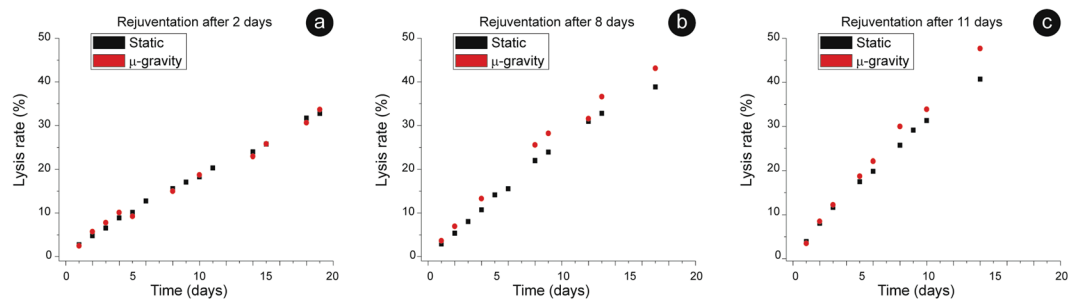 Rejuventation after 2 days
a
Static
μ-gravity
50
40
30
20
10
0
Lysis rate (%)
0
5
10
15
20
Time (days)
Rejuventation after 8 days
b
Static
μ-gravity
50
40
30
20
10
0
Lysis rate (%)
0
5
10
15
20
Time (days)
Rejuventation after 11 days
c
Static
μ-gravity
50
40
30
20
10
0
Lysis rate (%)
0
5
10
15
20
Time (days)